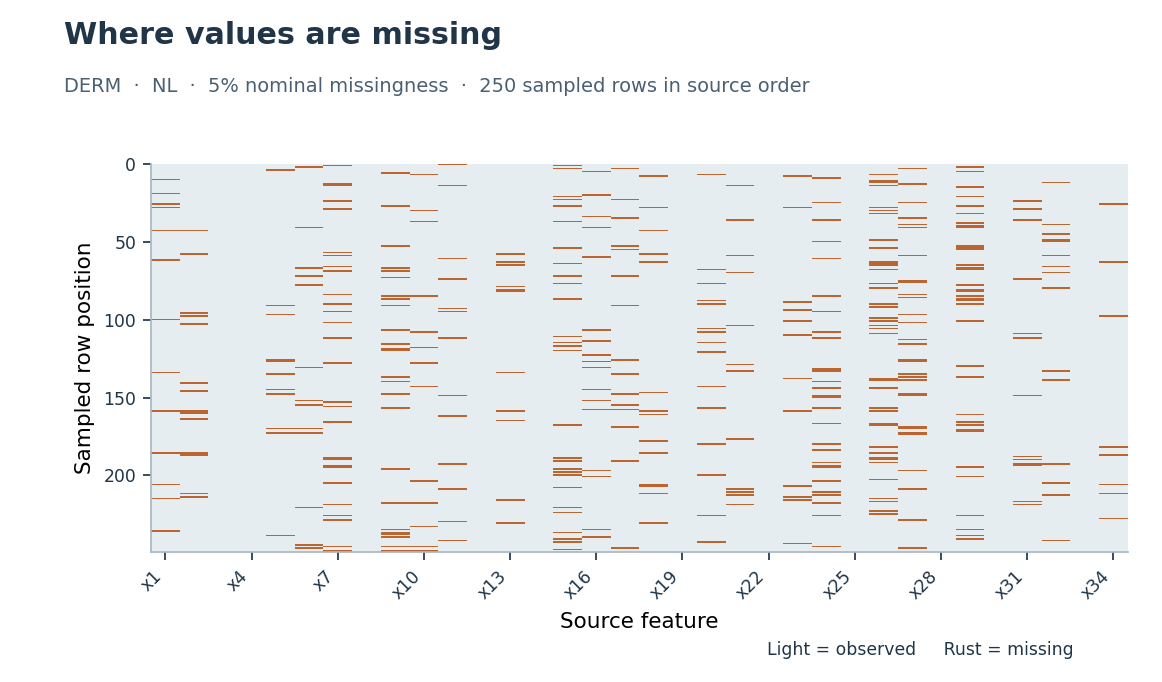 Where values are missing
DERM · NL · 5% nominal missingness · 250 sampled rows in source order
0
50
100
150
200
Sampled row position
x1 x4 x7 x10 x13 x16 x19 x22 x25 x28 x31 x34
Source feature
Light = observed Rust = missing